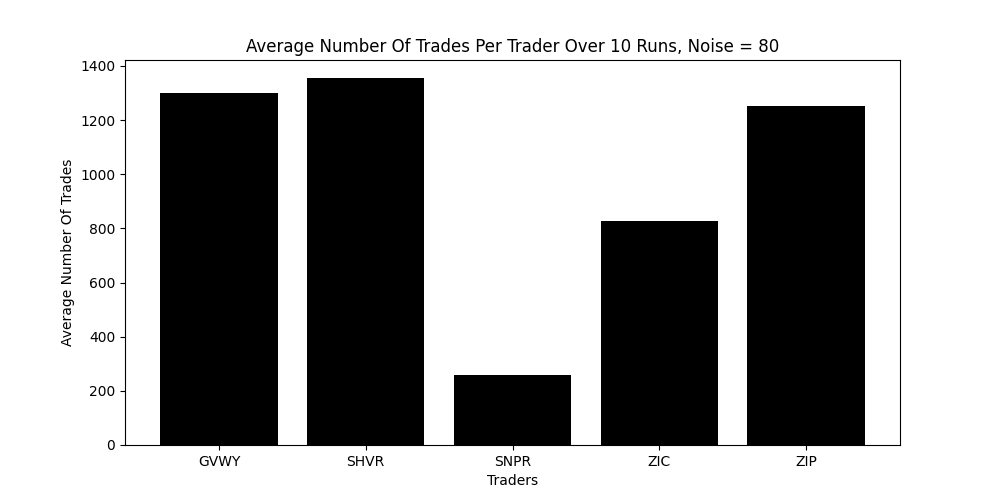 Average Number Of Trades Per Trader Over 10 Runs, Noise = 80
Average Number Of Trades
1400
1200
1000
800
600
400
200
0
GVWY SHVR SNPR ZIC ZIP
Traders